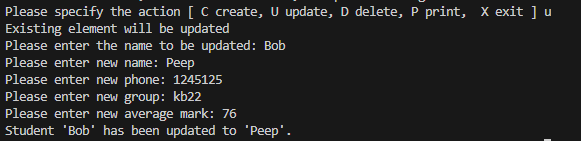 Please specify the action [ C create, U update, D delete, P print,  X exit ] u
Existing element will be updated
Please enter the name to be updated: Bob
Please enter new name: Peep
Please enter new phone: 1245125
Please enter new group: kb22
Please enter new average mark: 76
Student 'Bob' has been updated to 'Peep'.